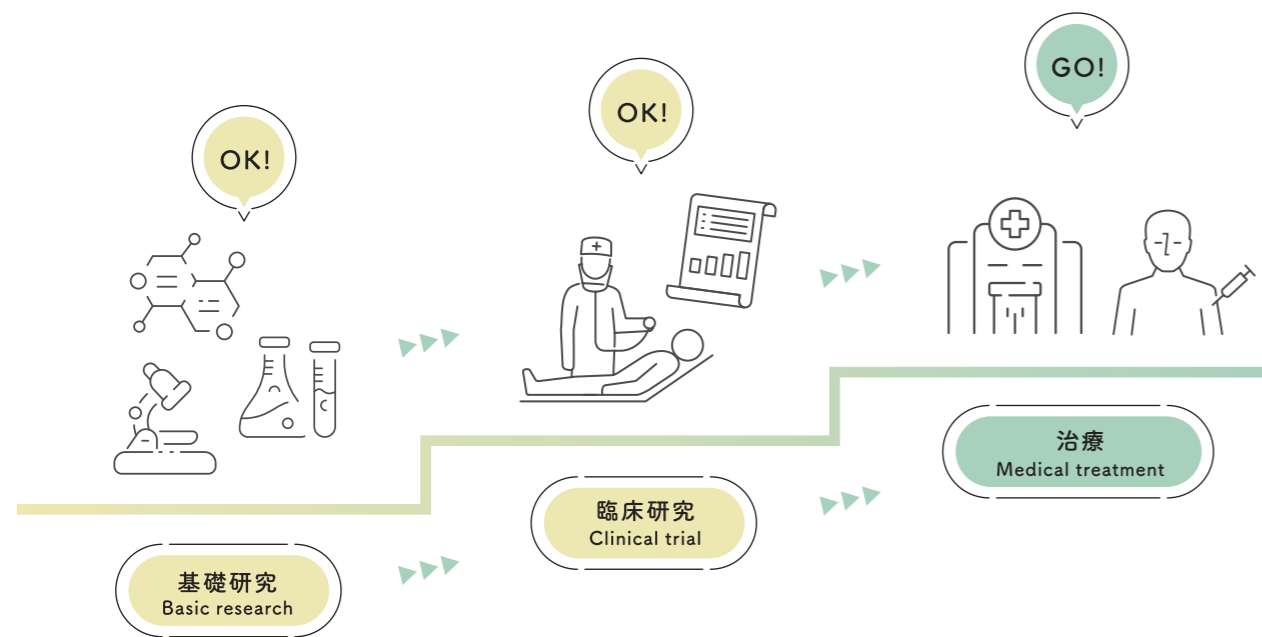 OK!
基礎研究
Basic research
OK!
臨床研究
Clinical trial
GO!
治療
Medical treatment